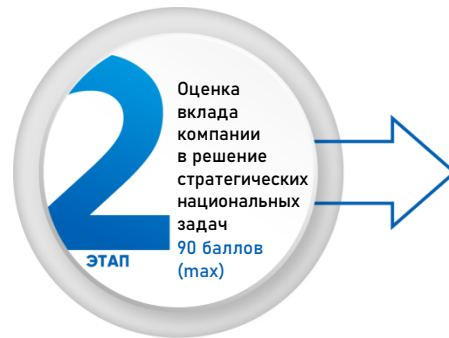 2
ЭТАП
Оценка
вклада
компании
в решение
стратегических
национальных
задач
90 баллов
(max)